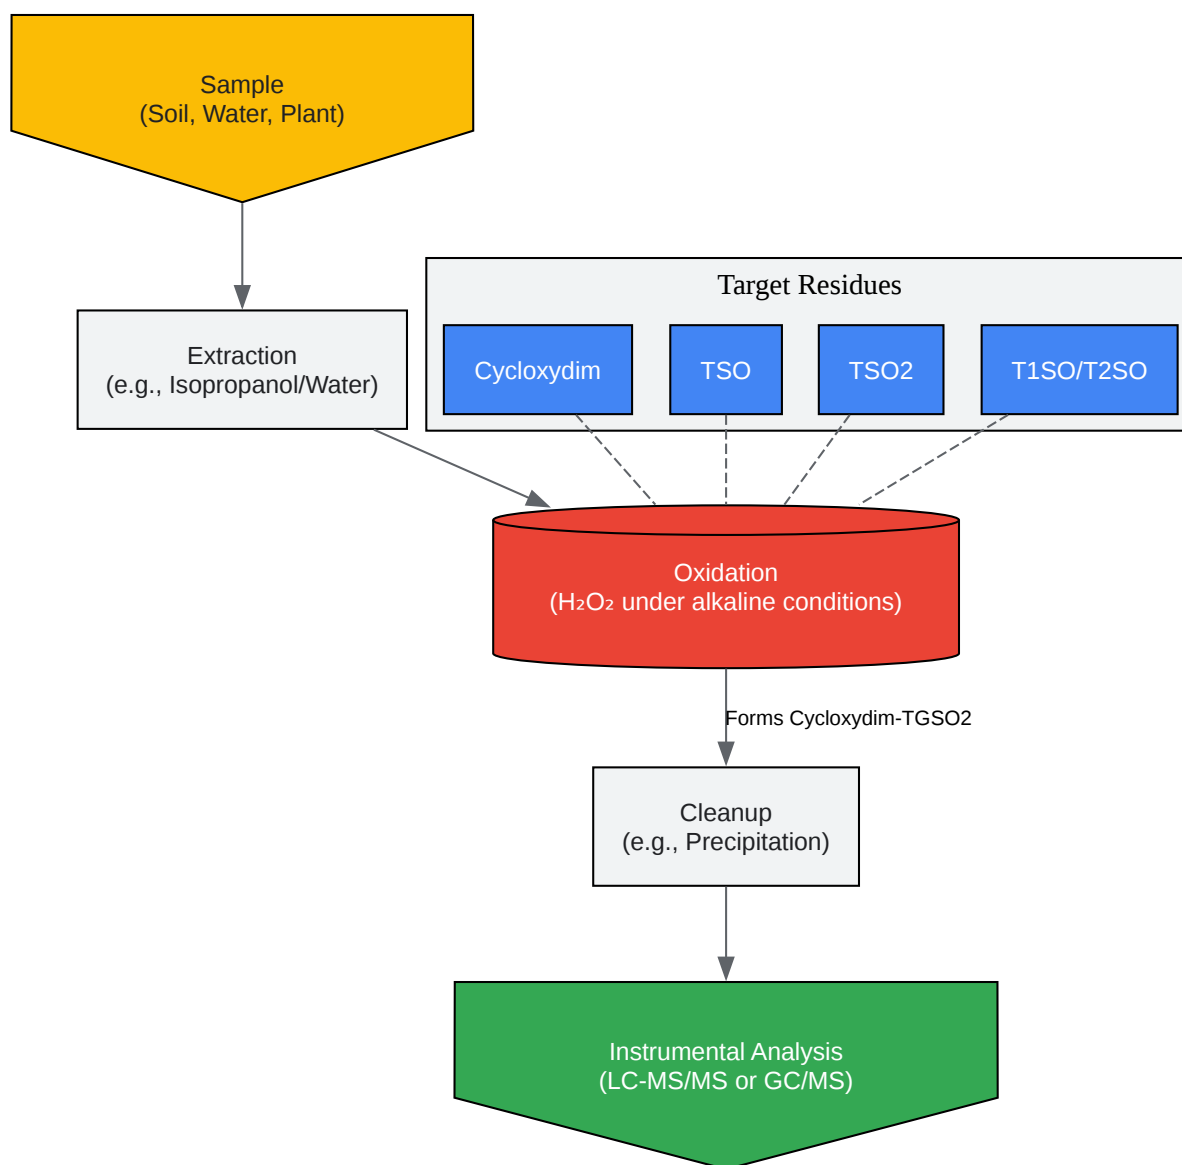 Sample
(Soil, Water, Plant)
Target Residues
Extraction
(e.g., Isopropanol/Water)
Cycloxydim
TSO
TSO2
T1SO/T2SO
Oxidation
(H₂O₂ under alkaline conditions)
Forms Cycloxydim-TGSO2
Cleanup
(e.g., Precipitation)
Instrumental Analysis
(LC-MS/MS or GC/MS)